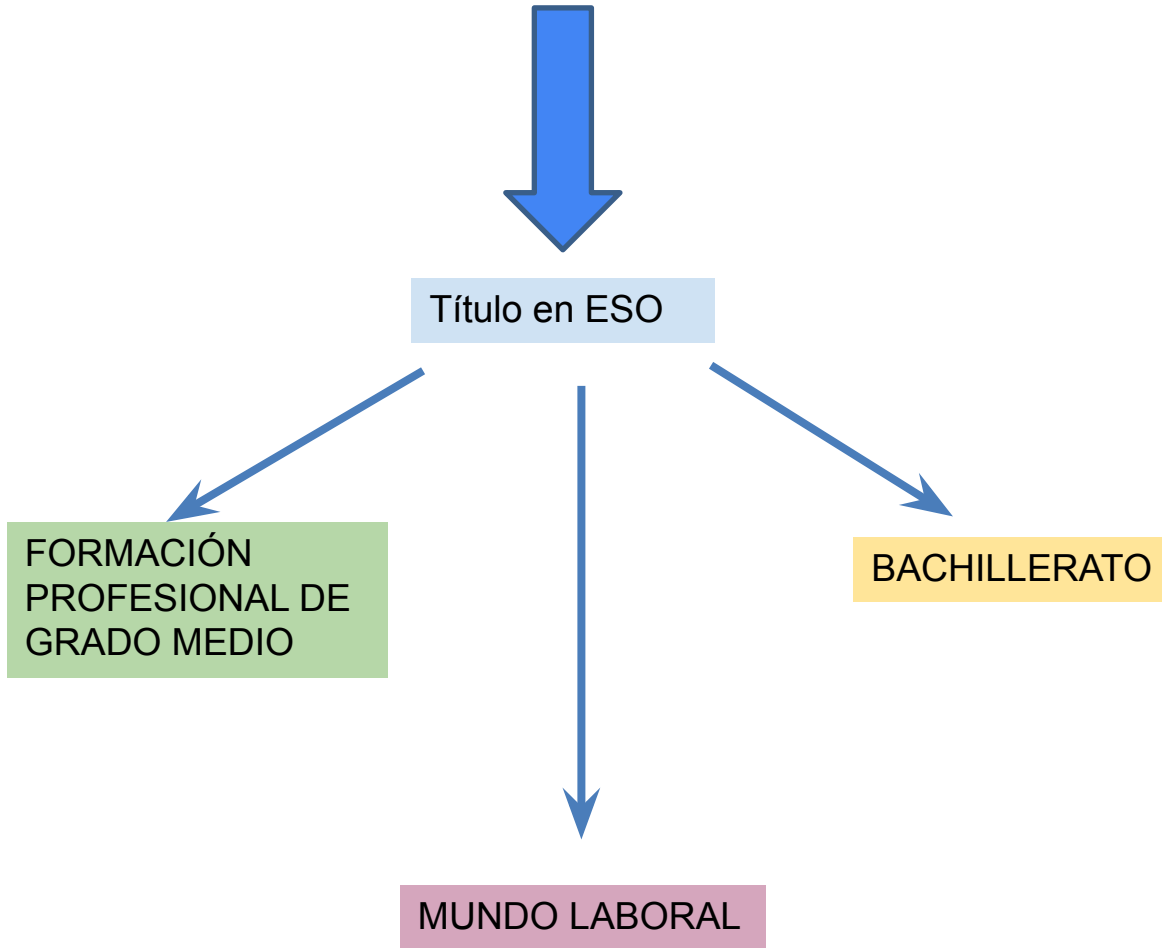 Título en ESO
FORMACIÓN
PROFESIONAL DE
GRADO MEDIO
BACHILLERATO
MUNDO LABORAL